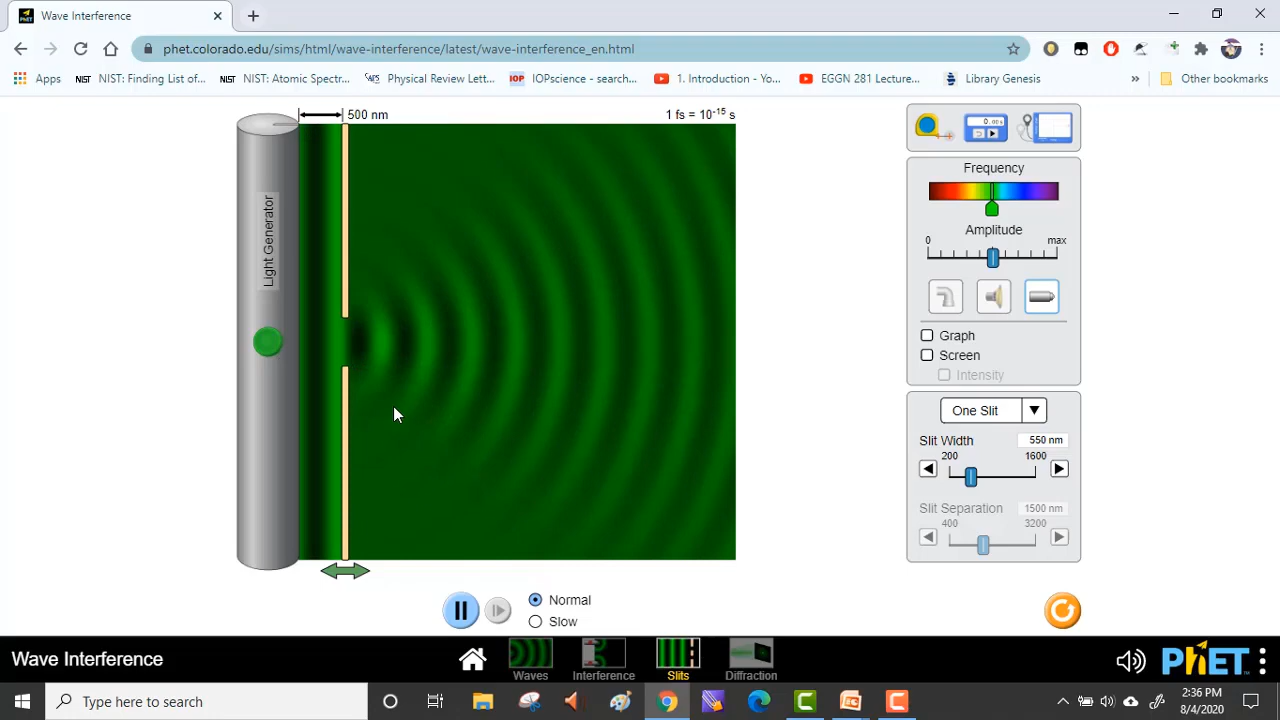 Wave Interference
phet.colorado.edu/sims/html/wave-interference/latest/wave-interference_en.html
Apps
NIST NIST: Finding List of...
NIST NIST: Atomic Spectr...
Physical Review Lett...
IOP IOPscience - search...
1. Introduction - Yo...
EGGN 281 Lecture...
Library Genesis
»
Other bookmarks
500 nm
1 fs = 10⁻¹⁵ s
Light Generator
Frequency
Amplitude
0 max
Graph
Screen
Intensity
One Slit
Slit Width 550 nm
200 1600
Slit Separation 1500 nm
400 3200
Normal
Slow
Wave Interference
Waves
Interference
Slits
Diffraction
PhET
Type here to search
2:36 PM
8/4/2020